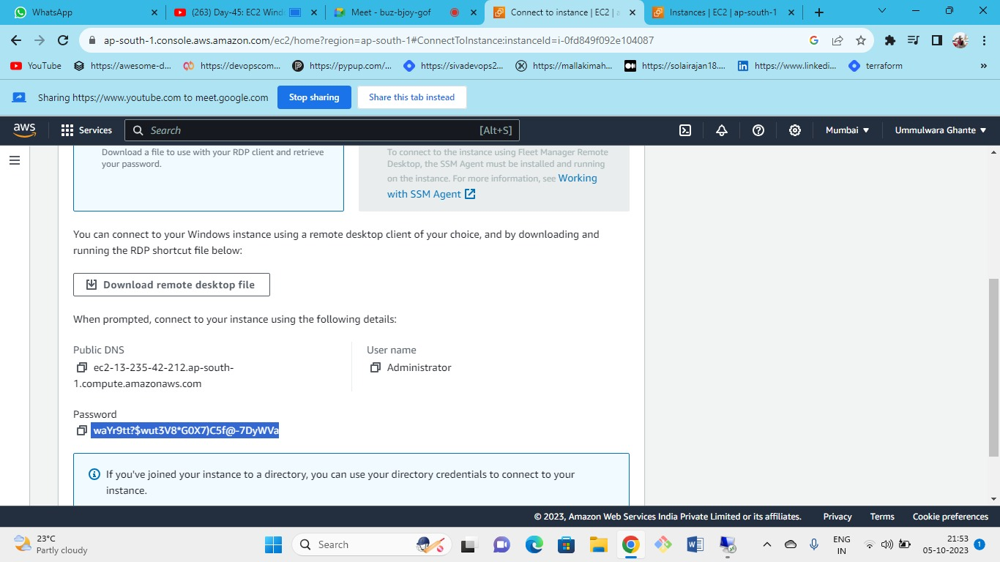 WhatsApp
(263) Day-45: EC2 Wind
Meet - buz-bjoy-gof
Connect to instance | EC2 | a
Instances | EC2 | ap-south-1
ap-south-1.console.aws.amazon.com/ec2/home?region=ap-south-1#ConnectToInstance:instanceId=i-0fd849f092e104087
YouTube
https://awesome-d...
https://devopscom...
https://pypup.com/...
https://sivadevops2...
https://mallakimah...
https://solairajan18....
https://www.linkedi...
terraform
»
Sharing https://www.youtube.com to meet.google.com
Stop sharing
Share this tab instead
aws
Services
Search
[Alt+S]
Mumbai
Ummulwara Ghante
Download a file to use with your RDP client and retrieve
your password.
To connect to the instance using Fleet Manager Remote
Desktop, the SSM Agent must be installed and running
on the instance. For more information, see Working
with SSM Agent
You can connect to your Windows instance using a remote desktop client of your choice, and by downloading and
running the RDP shortcut file below:
Download remote desktop file
When prompted, connect to your instance using the following details:
Public DNS
ec2-13-235-42-212.ap-south-
1.compute.amazonaws.com
User name
Administrator
Password
waYr9tt?$wut3V8*G0X7)C5f@-7DyWVa
If you've joined your instance to a directory, you can use your directory credentials to connect to your
instance.
© 2023, Amazon Web Services India Private Limited or its affiliates.
Privacy
Terms
Cookie preferences
23°C
Partly cloudy
Search
ENG
IN
21:53
05-10-2023
1